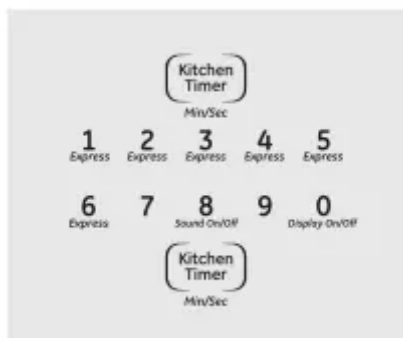 Kitchen
Timer
Min/Sec
1 2 3 4 5
Express Express Express Express Express
6 7 8 9 0
Express Sound On/Off Display On/Off
Kitchen
Timer
Min/Sec